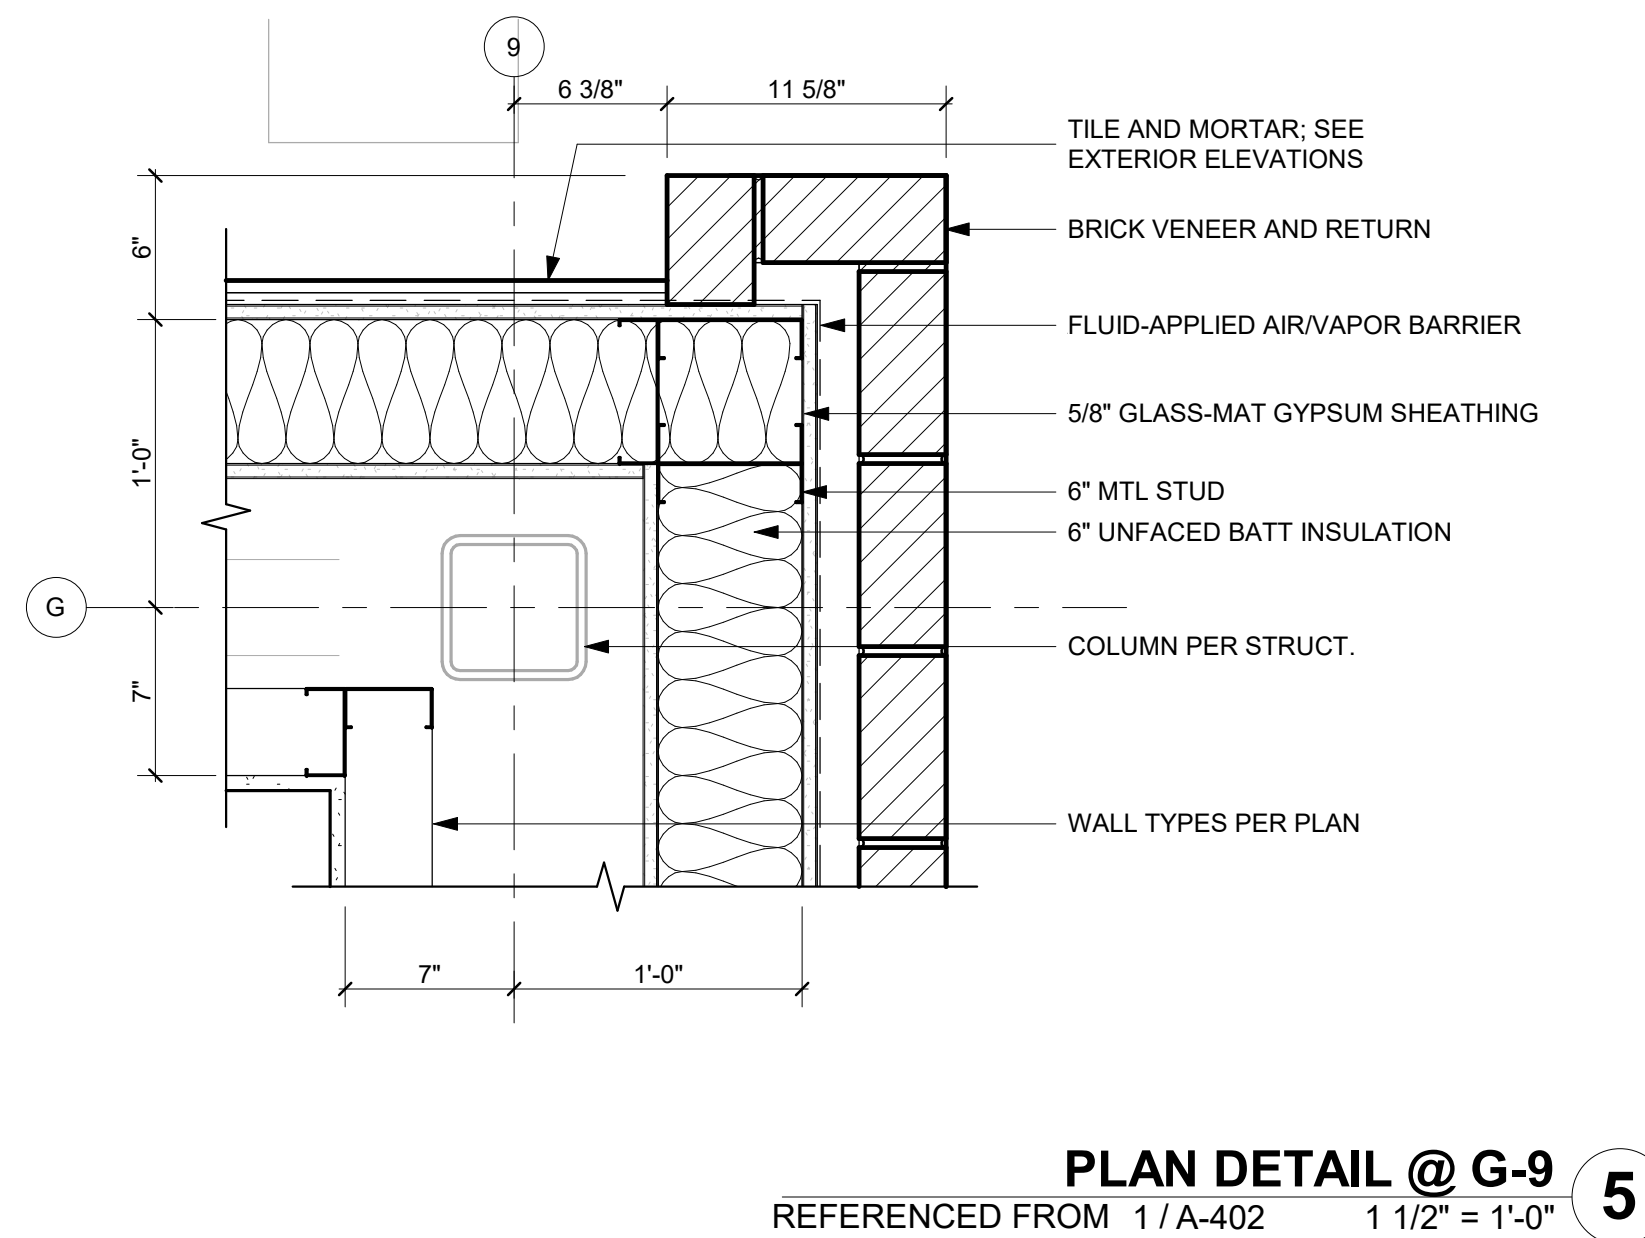 9
6 3/8"
11 5/8"
TILE AND MORTAR; SEE
EXTERIOR ELEVATIONS
BRICK VENEER AND RETURN
6"
FLUID-APPLIED AIR/VAPOR BARRIER
5/8" GLASS-MAT GYPSUM SHEATHING
1'-0"
6" MTL STUD
6" UNFACED BATT INSULATION
G
COLUMN PER STRUCT.
7"
WALL TYPES PER PLAN
7"
1'-0"
PLAN DETAIL @ G-9
5
REFERENCED FROM 1 / A-402 1 1/2" = 1'-0"